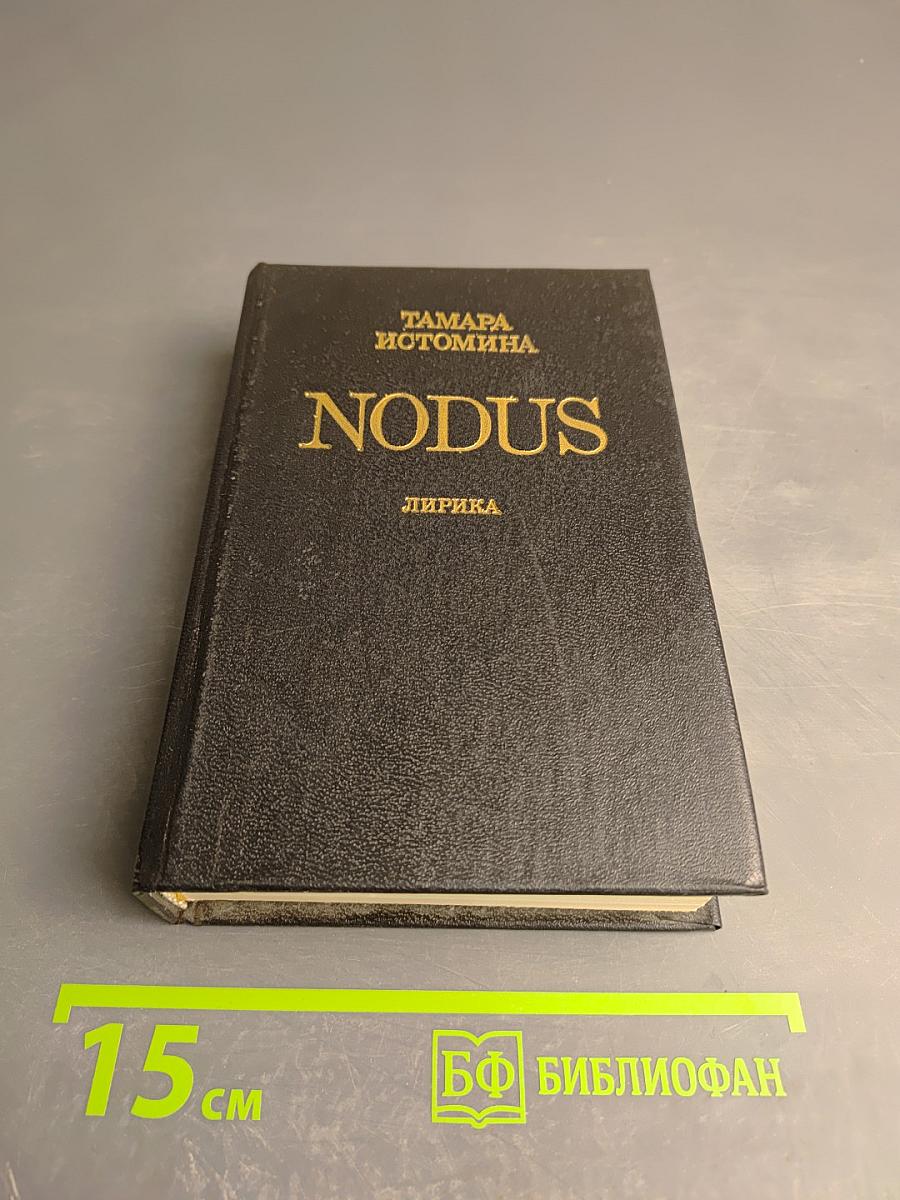 ТАМАРА
ИСТОМИНА
NODUS
ЛИРИКА
15 см
БФ БИБЛИОФАН